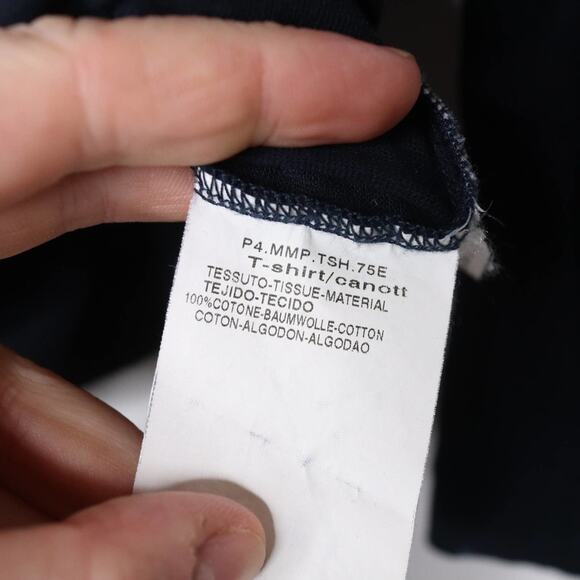 P4.MMP.TSH.75E
T-shirt/canott
TESSUTO-TISSUE-MATERIAL
TEJIDO-TECIDO
100%COTONE-BAUMWOLLE-COTTON
COTON-ALGODON-ALGODAO